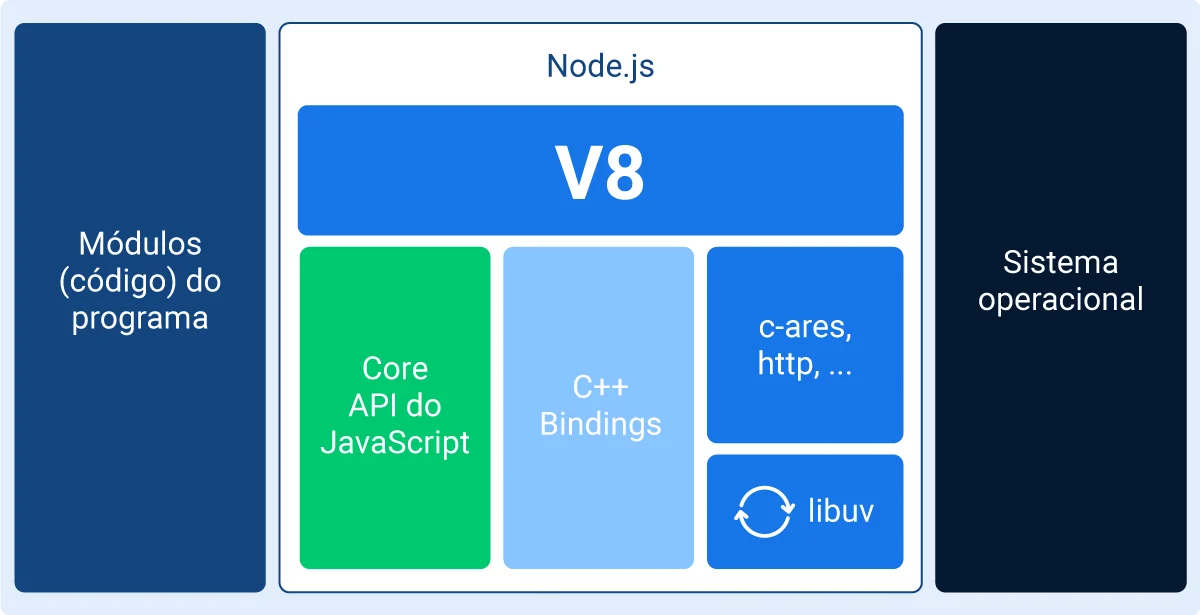 Node.js
V8
Módulos
(código) do
programa
Core
API do
JavaScript
C++
Bindings
c-ares,
http, ...
libuv
Sistema
operacional